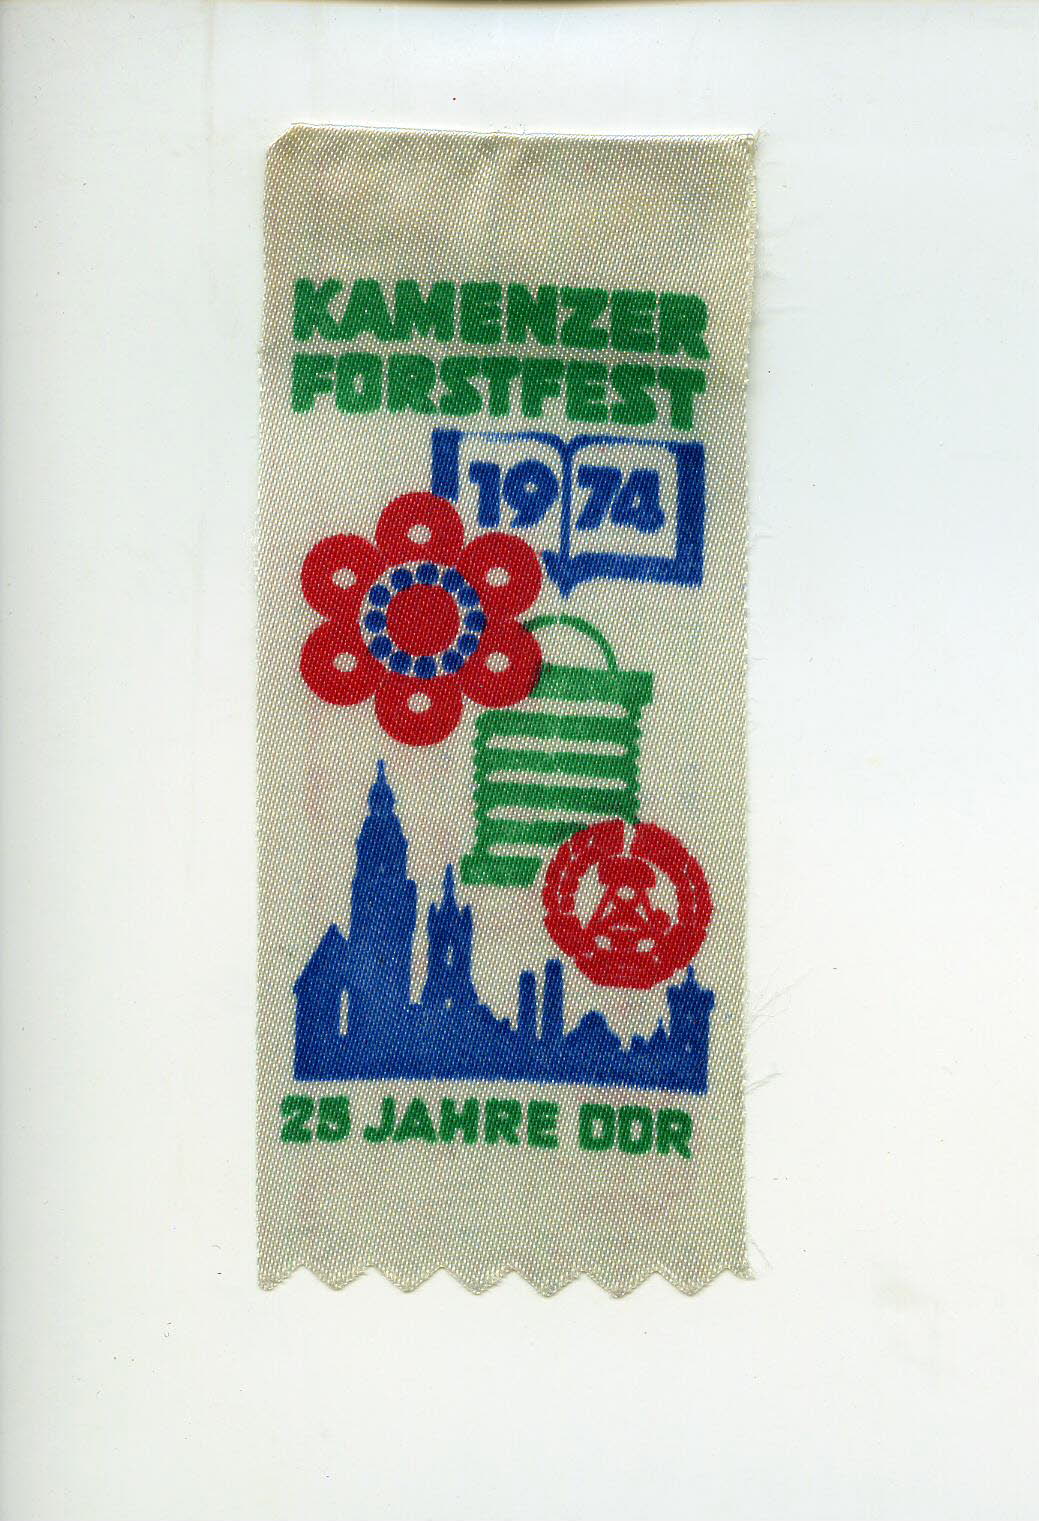 KAMENZER
FORSTFEST
1974
25 JAHRE DDR